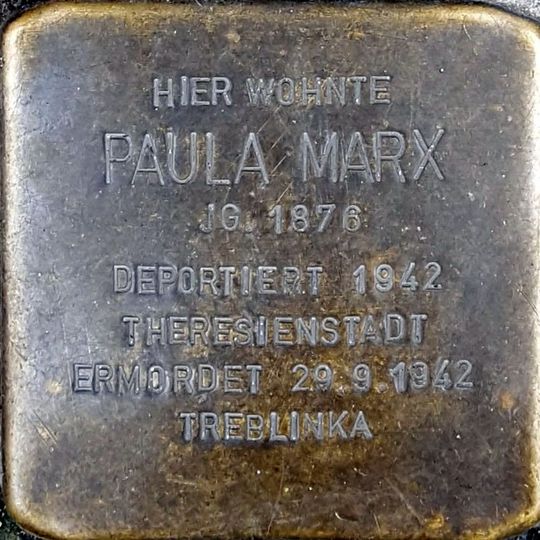 HIER WOHNTE
PAULA MARX
JG. 1876
DEPORTIERT 1942
THERESIENSTADT
ERMORDET 29.9.1942
TREBLINKA